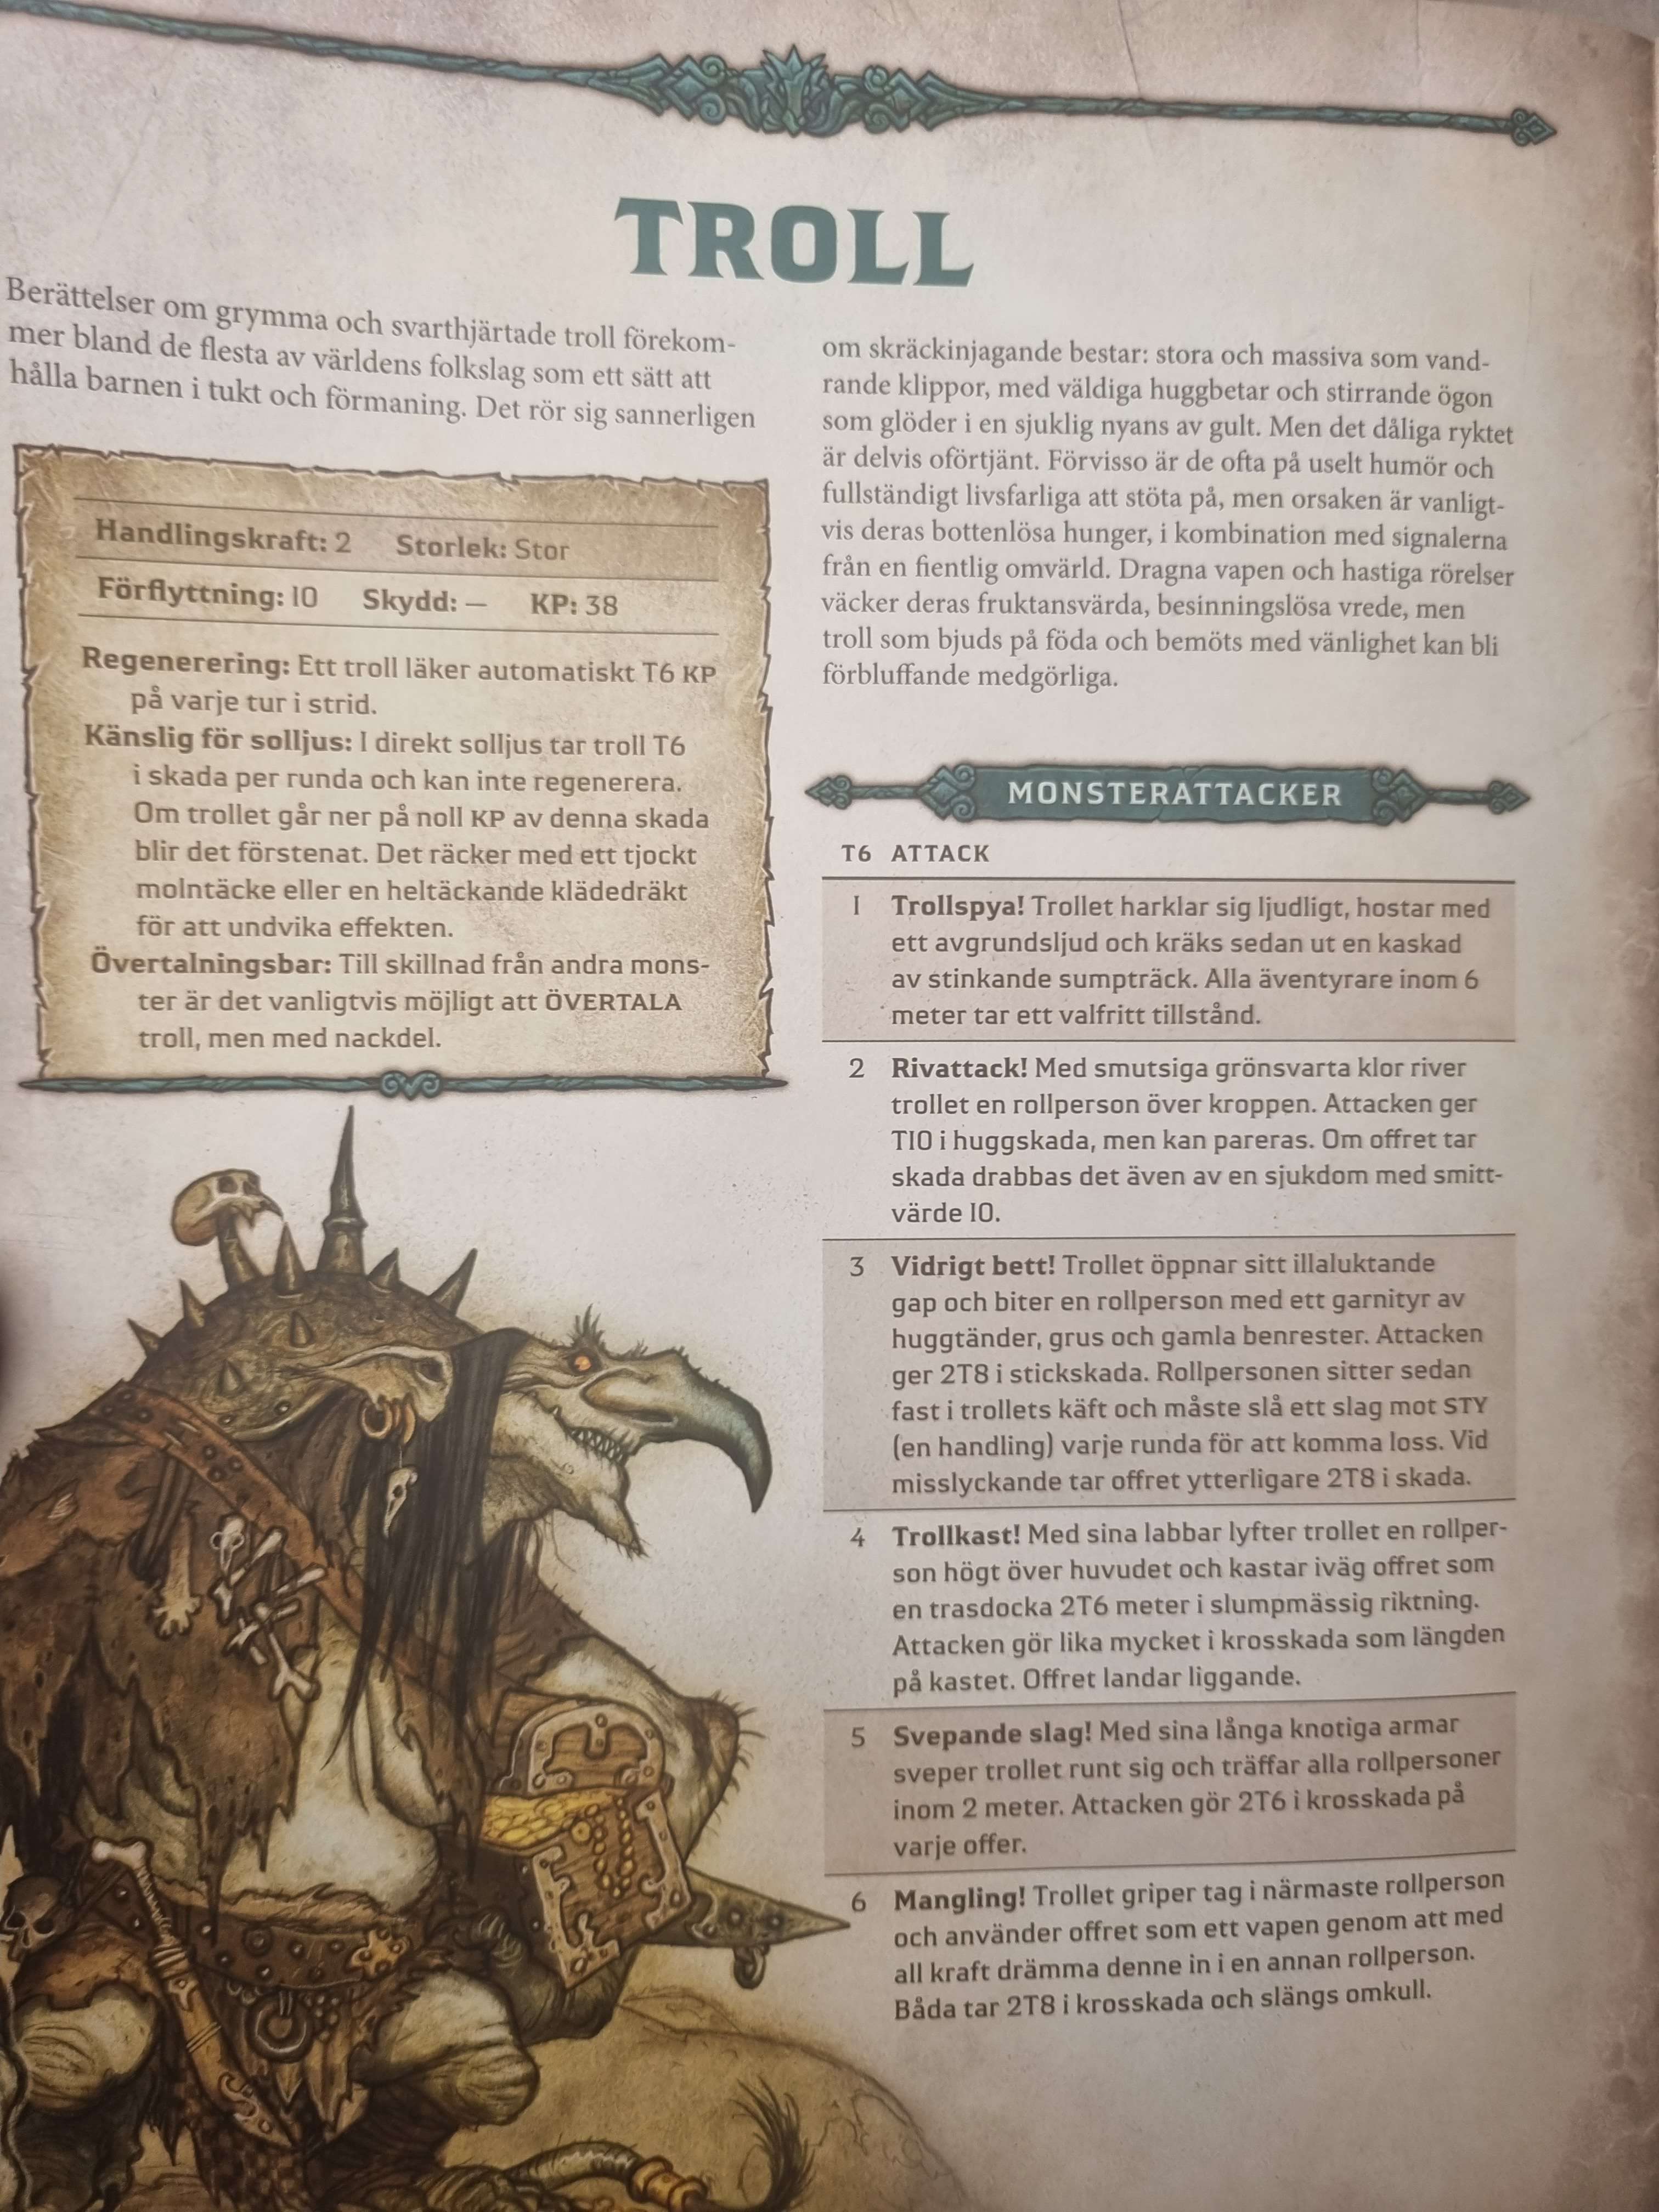 TROLL
Berättelser om grymma och svarthjärtade troll förekom-
mer bland de flesta av världens folkslag som ett sätt att
hålla barnen i tukt och förmaning. Det rör sig sannerligen
Handlingskraft: 2 Storlek: Stor
Förflyttning: 10 Skydd: — KP: 38
Regenerering: Ett troll läker automatiskt T6 KP
på varje tur i strid.
Känslig för solljus: I direkt solljus tar troll T6
i skada per runda och kan inte regenerera.
Om trollet går ner på noll KP av denna skada
blir det förstenat. Det räcker med ett tjockt
molntäcke eller en heltäckande klädedräkt
för att undvika effekten.
Övertalningsbar: Till skillnad från andra mons-
ter är det vanligtvis möjligt att ÖVERTALA
troll, men med nackdel.
om skräckinjagande bestar: stora och massiva som vand-
rande klippor, med väldiga huggbetar och stirrande ögon
som glöder i en sjuklig nyans av gult. Men det dåliga ryktet
är delvis oförtjänt. Förvisso är de ofta på uselt humör och
fullständigt livsfarliga att stöta på, men orsaken är vanligt-
vis deras bottenlösa hunger, i kombination med signalerna
från en fientlig omvärld. Dragna vapen och hastiga rörelser
väcker deras fruktansvärda, besinningslösa vrede, men
troll som bjuds på föda och bemöts med vänlighet kan bli
förbluffande medgörliga.
MONSTERATTACKER
T6 ATTACK
1 Trollspya! Trollet harklar sig ljudligt, hostar med
ett avgrundsljud och kräks sedan ut en kaskad
av stinkande sumpträck. Alla äventyrare inom 6
meter tar ett valfritt tillstånd.
2 Rivattack! Med smutsiga grönsvarta klor river
trollet en rollperson över kroppen. Attacken ger
T10 i huggskada, men kan pareras. Om offret tar
skada drabbas det även av en sjukdom med smitt-
värde 10.
3 Vidrigt bett! Trollet öppnar sitt illaluktande
gap och biter en rollperson med ett garnityr av
huggtänder, grus och gamla benrester. Attacken
ger 2T8 i stickskada. Rollpersonen sitter sedan
fast i trollets käft och måste slå ett slag mot STY
(en handling) varje runda för att komma loss. Vid
misslyckande tar offret ytterligare 2T8 i skada.
4 Trollkast! Med sina labbar lyfter trollet en rollper-
son högt över huvudet och kastar iväg offret som
en trasdocka 2T6 meter i slumpmässig riktning.
Attacken gör lika mycket i krosskada som längden
på kastet. Offret landar liggande.
5 Svepande slag! Med sina långa knotiga armar
sveper trollet runt sig och träffar alla rollpersoner
inom 2 meter. Attacken gör 2T6 i krosskada på
varje offer.
6 Mangling! Trollet griper tag i närmaste rollperson
och använder offret som ett vapen genom att med
all kraft drämma denne in i en annan rollperson.
Båda tar 2T8 i krosskada och slängs omkull.